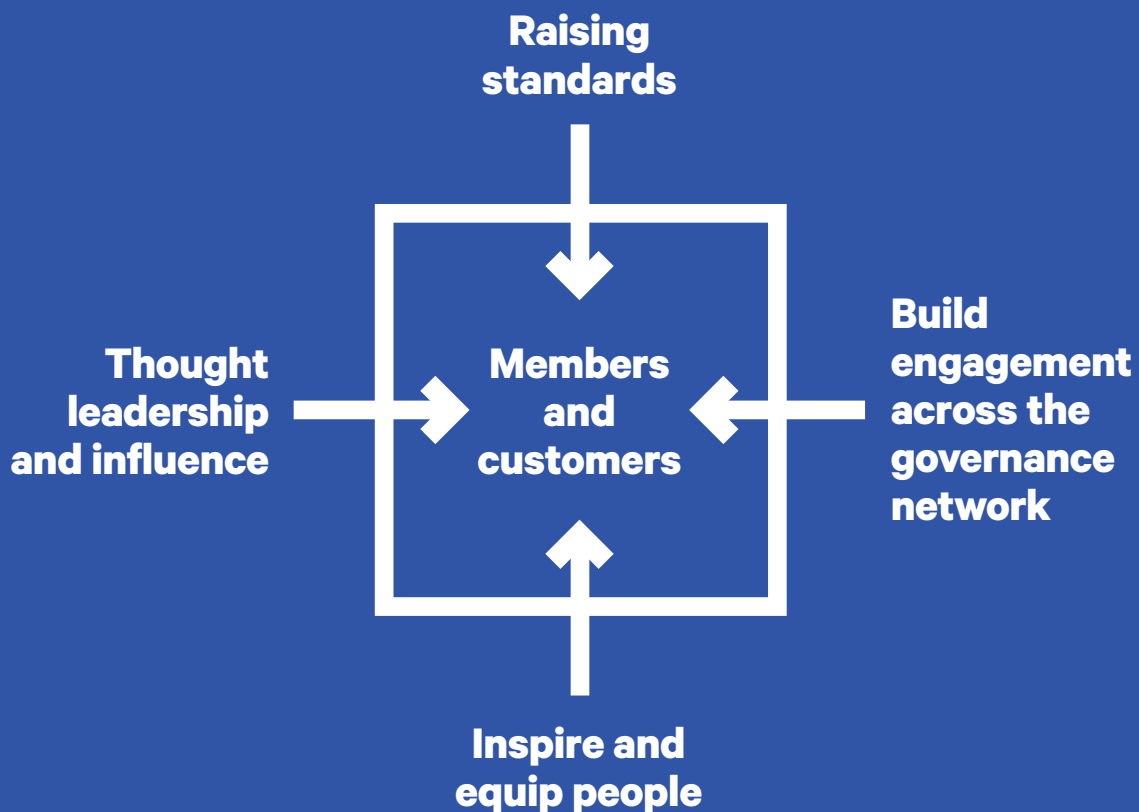 Raising
standards
Thought
leadership
and influence
Members
and
customers
Build
engagement
across the
governance
network
Inspire and
equip people